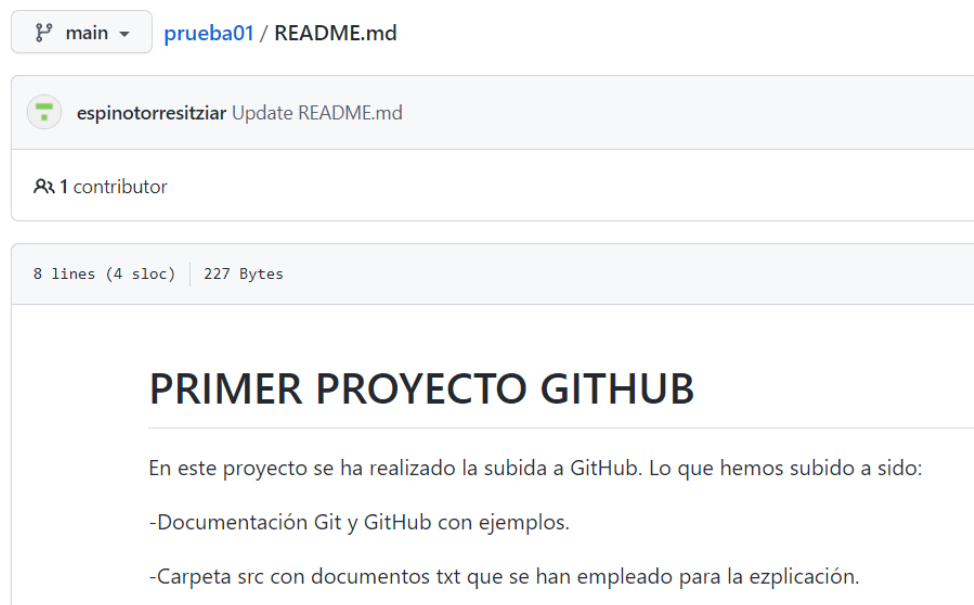 main prueba01 / README.md
espinotorresitziar Update README.md
1 contributor
8 lines (4 sloc) 227 Bytes
PRIMER PROYECTO GITHUB
En este proyecto se ha realizado la subida a GitHub. Lo que hemos subido a sido:
-Documentación Git y GitHub con ejemplos.
-Carpeta src con documentos txt que se han empleado para la ezplicación.